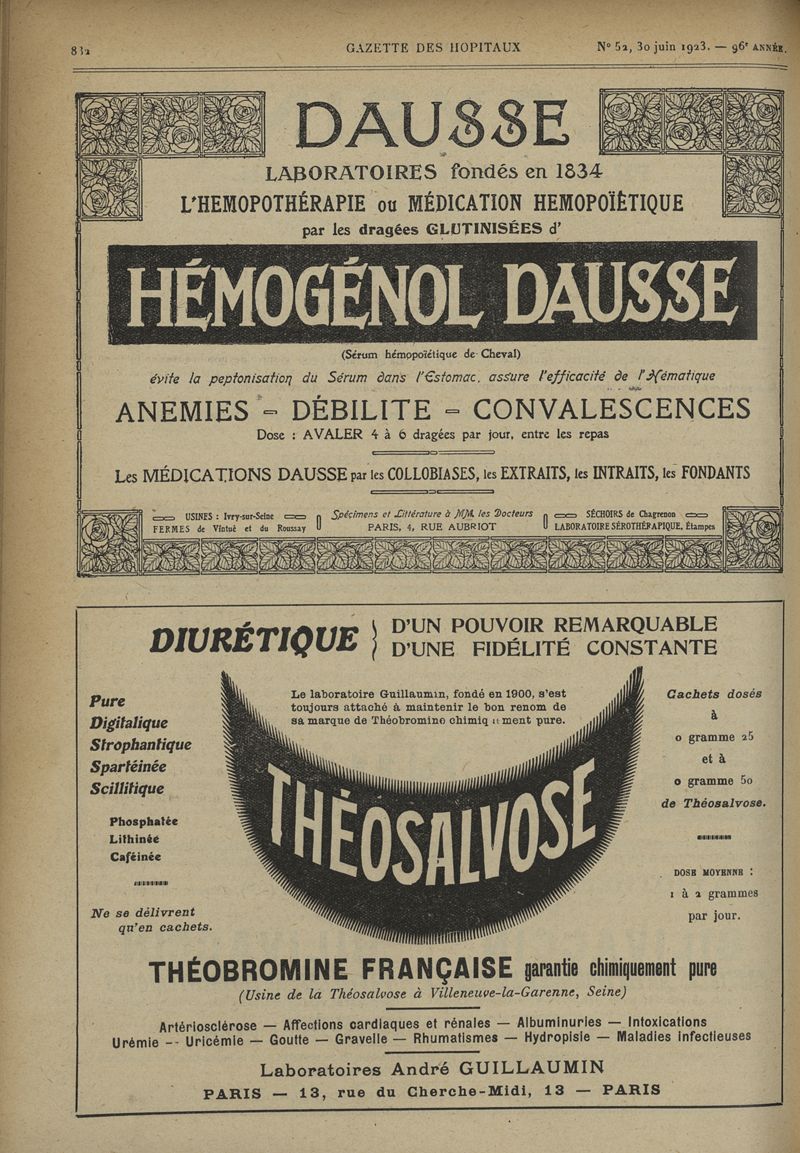 832
GAZETTE DES HOPITAUX
N° 52, 30 juin 1923. — 96e ANNÉE.
DAUSSE
LABORATOIRES fondés en 1834
L'HEMOPOTHÉRAPIE ou MÉDICATION HEMOPOÏÈTIQUE
par les dragées GLUTINISÉES d'
HÉMOGÉNOL DAUSSE
(Sérum hémopoïétique de Cheval)
évite la peptonisation du Sérum dans l'Estomac, assure l'efficacité de l'Hématique
ANEMIES - DÉBILITE - CONVALESCENCES
Dose : AVALER 4 à 6 dragées par jour, entre les repas
Les MÉDICATIONS DAUSSE par les COLLOBIASES, les EXTRAITS, les INTRAITS, les FONDANTS
USINES : Ivry-sur-Seine
FERMES de Vintué et du Roussay
Spécimens et Littérature à MM. les Docteurs
PARIS, 4, RUE AUBRIOT
SÉCHOIRS de Chagrenon
LABORATOIRE SÉROTHÉRAPIQUE, Étampes
DIURÉTIQUE
D'UN POUVOIR REMARQUABLE
D'UNE FIDÉLITÉ CONSTANTE
Pure
Digitalique
Strophantique
Spartéinée
Scillitique
Phosphatée
Lithinée
Caféinée
Ne se délivrent
qu'en cachets.
Le laboratoire Guillaumin, fondé en 1900, s'est
toujours attaché à maintenir le bon renom de
sa marque de Théobromine chimiquement pure.
THÉOSALVOSE
Cachets dosés
à
0 gramme 25
et à
0 gramme 50
de Théosalvose.
DOSE MOYENNE :
1 à 2 grammes
par jour.
THÉOBROMINE FRANÇAISE garantie chimiquement pure
(Usine de la Théosalvose à Villeneuve-la-Garenne, Seine)
Artériosclérose — Affections cardiaques et rénales — Albuminuries — Intoxications
Urémie -- Uricémie — Goutte — Gravelle — Rhumatismes — Hydropisie — Maladies infectieuses
Laboratoires André GUILLAUMIN
PARIS — 13, rue du Cherche-Midi, 13 — PARIS